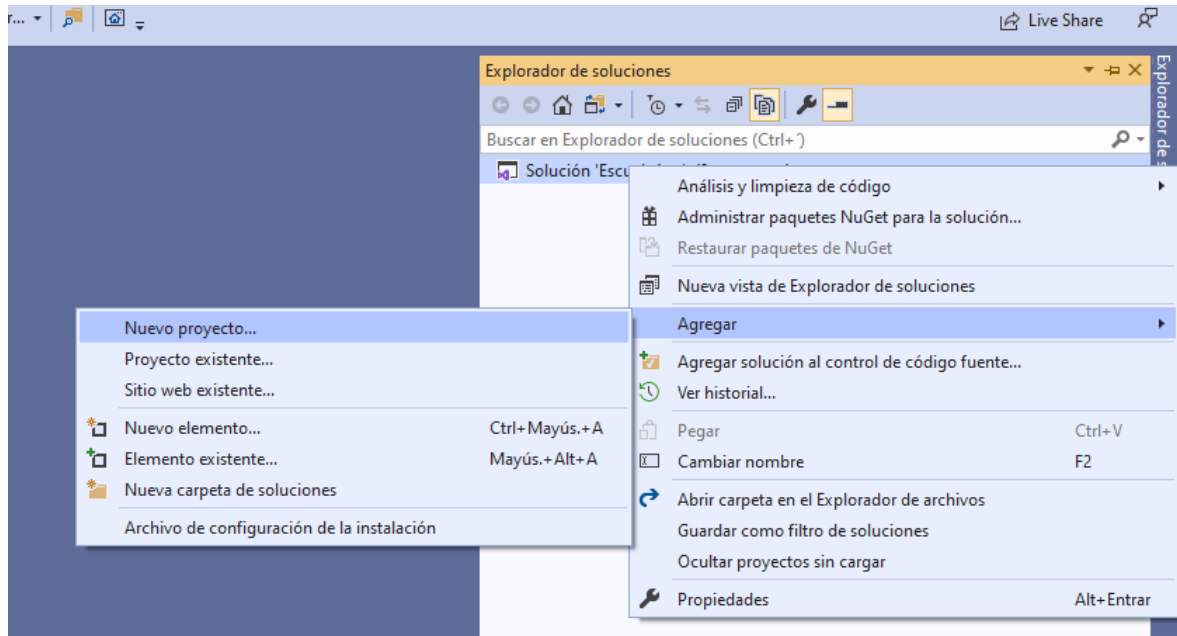 r...
Live Share
Explorador de soluciones
Buscar en Explorador de soluciones (Ctrl+´)
Solución 'Escu
Análisis y limpieza de código
Administrar paquetes NuGet para la solución...
Restaurar paquetes de NuGet
Nueva vista de Explorador de soluciones
Agregar
Agregar solución al control de código fuente...
Ver historial...
Pegar Ctrl+V
Cambiar nombre F2
Abrir carpeta en el Explorador de archivos
Guardar como filtro de soluciones
Ocultar proyectos sin cargar
Propiedades Alt+Entrar
Nuevo proyecto...
Proyecto existente...
Sitio web existente...
Nuevo elemento... Ctrl+Mayús.+A
Elemento existente... Mayús.+Alt+A
Nueva carpeta de soluciones
Archivo de configuración de la instalación
Explorador de s